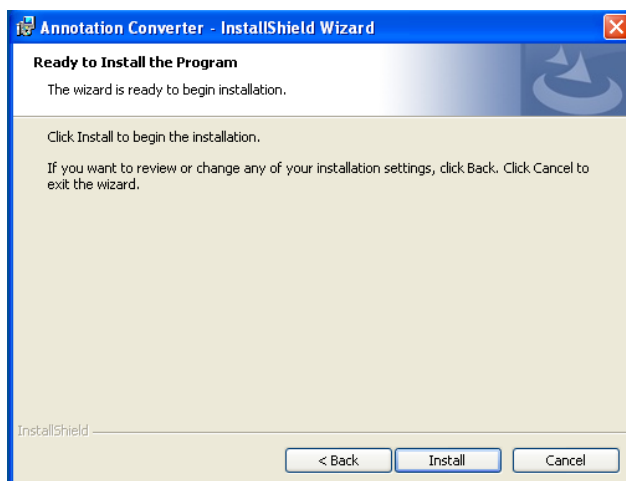 Annotation Converter - InstallShield Wizard
Ready to Install the Program
The wizard is ready to begin installation.
Click Install to begin the installation.
If you want to review or change any of your installation settings, click Back. Click Cancel to
exit the wizard.
InstallShield
< Back Install Cancel